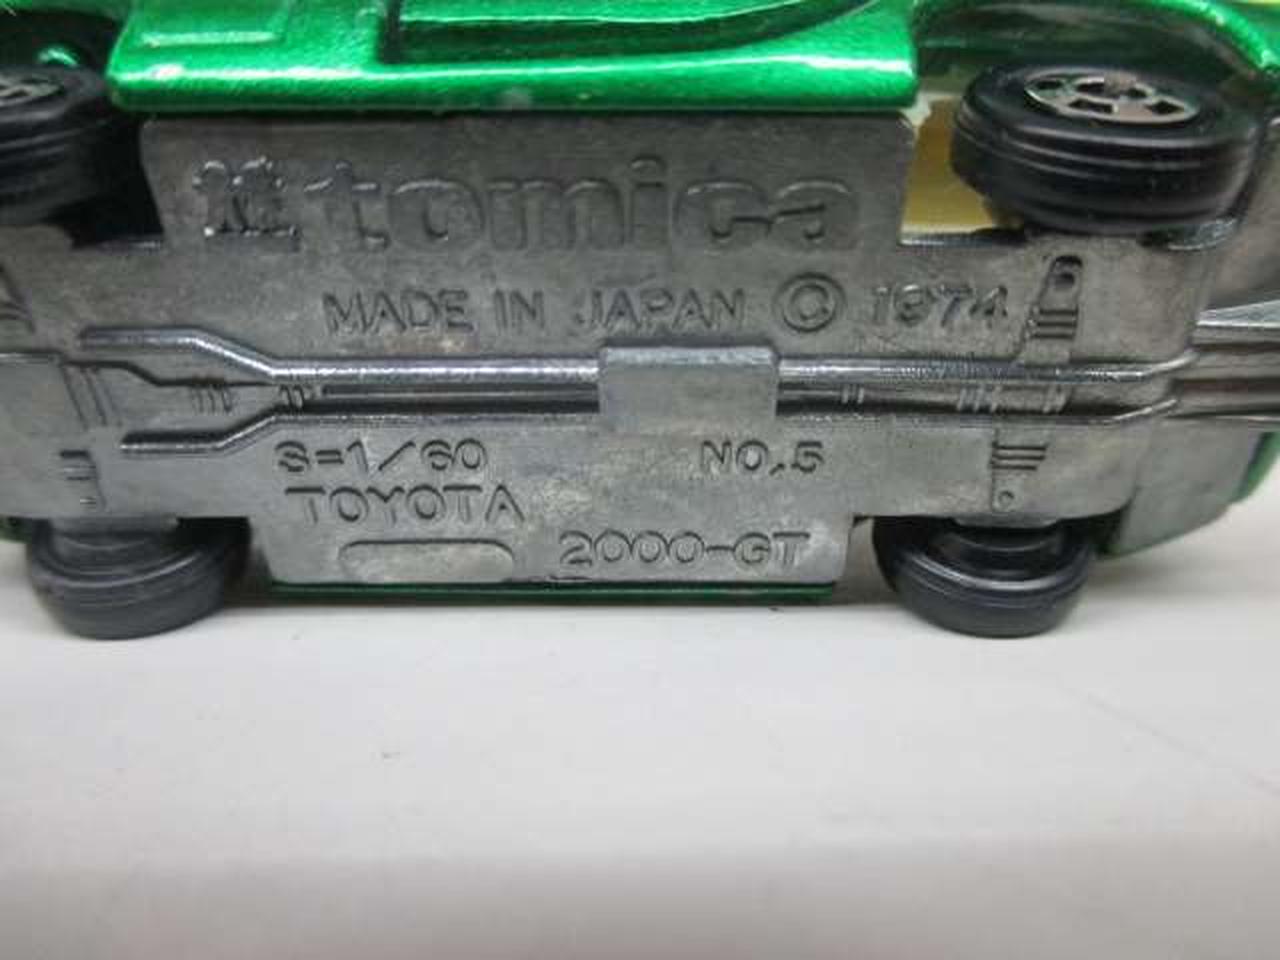 tomica
MADE IN JAPAN © 1974
S=1/60 NO.5
TOYOTA
2000-GT